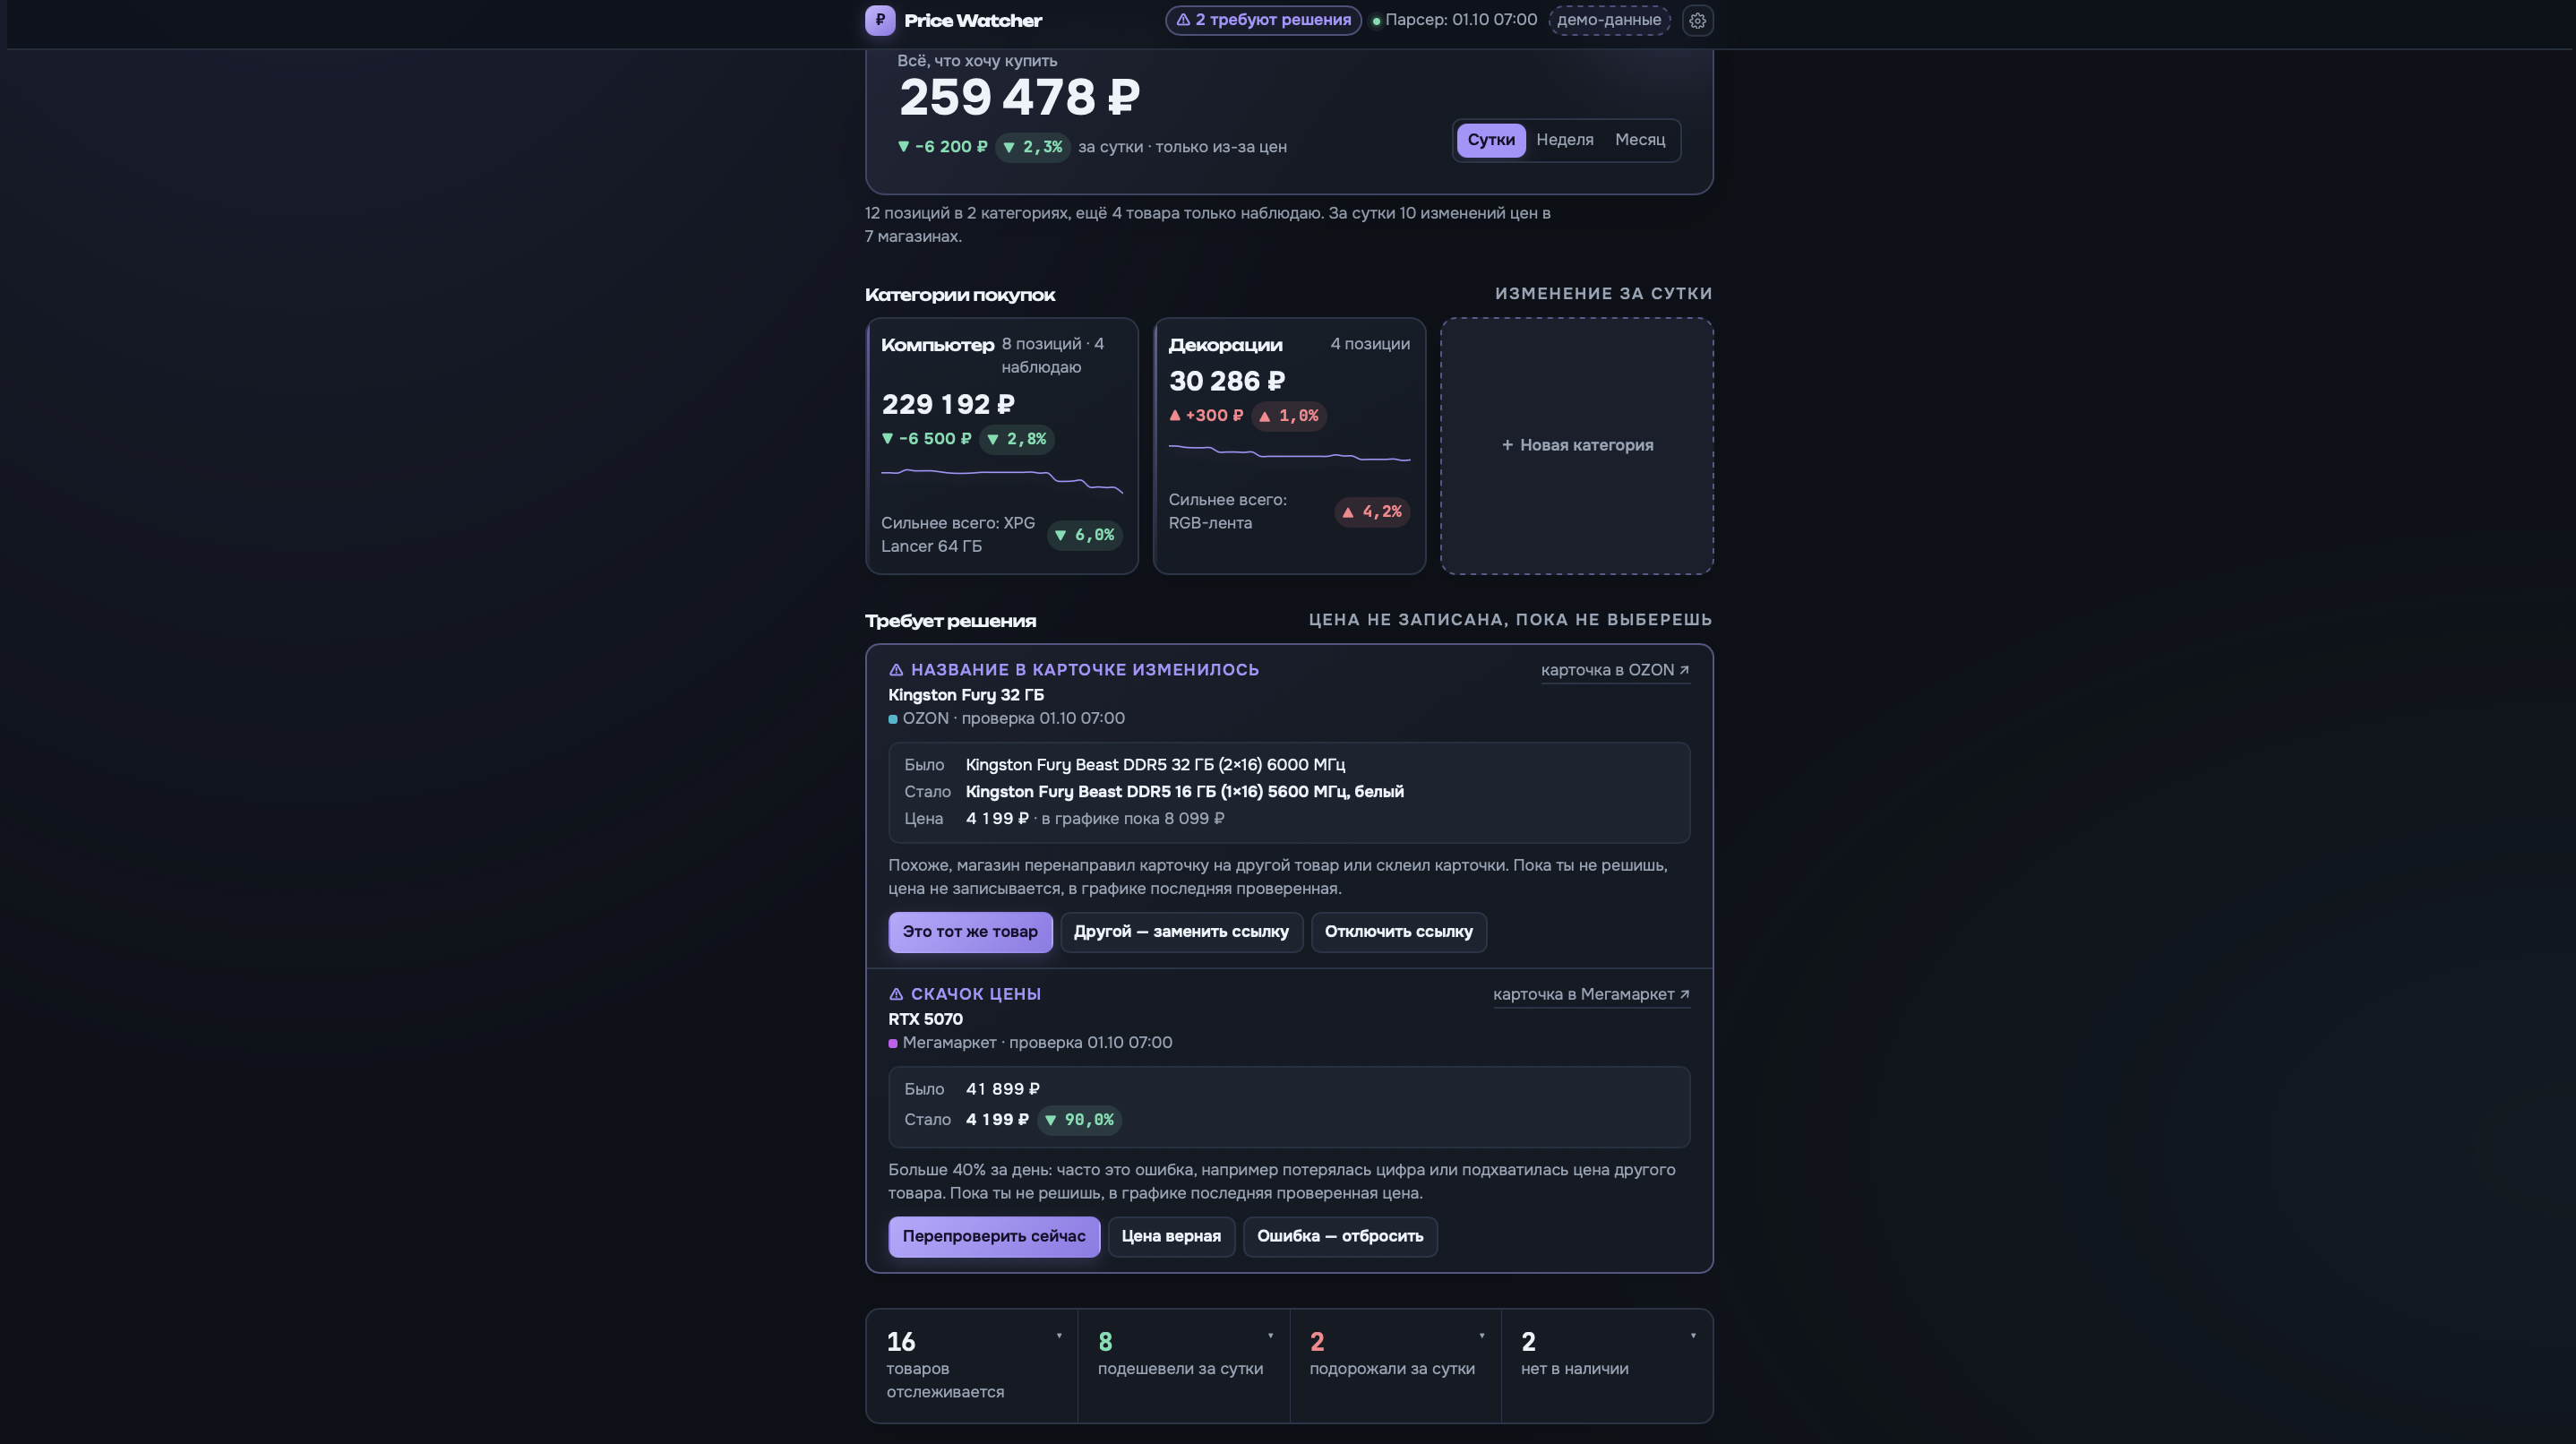 ₽ Price Watcher
⚠ 2 требуют решения
Парсер: 01.10 07:00
демо-данные
Всё, что хочу купить
259 478 ₽
▼ −6 200 ₽ ▼ 2,3% за сутки · только из-за цен
Сутки Неделя Месяц
12 позиций в 2 категориях, ещё 4 товара только наблюдаю. За сутки 10 изменений цен в
7 магазинах.
Категории покупок
ИЗМЕНЕНИЕ ЗА СУТКИ
Компьютер 8 позиций · 4
наблюдаю
229 192 ₽
▼ −6 500 ₽ ▼ 2,8%
Сильнее всего: XPG
Lancer 64 ГБ
▼ 6,0%
Декорации 4 позиции
30 286 ₽
▲ +300 ₽ ▲ 1,0%
Сильнее всего:
RGB-лента
▲ 4,2%
+ Новая категория
Требует решения
ЦЕНА НЕ ЗАПИСАНА, ПОКА НЕ ВЫБЕРЕШЬ
⚠ НАЗВАНИЕ В КАРТОЧКЕ ИЗМЕНИЛОСЬ
карточка в OZON ↗
Kingston Fury 32 ГБ
OZON · проверка 01.10 07:00
Было Kingston Fury Beast DDR5 32 ГБ (2×16) 6000 МГц
Стало Kingston Fury Beast DDR5 16 ГБ (1×16) 5600 МГц, белый
Цена 4 199 ₽ · в графике пока 8 099 ₽
Похоже, магазин перенаправил карточку на другой товар или склеил карточки. Пока ты не решишь,
цена не записывается, в графике последняя проверенная.
Это тот же товар
Другой — заменить ссылку
Отключить ссылку
⚠ СКАЧОК ЦЕНЫ
карточка в Мегамаркет ↗
RTX 5070
Мегамаркет · проверка 01.10 07:00
Было 41 899 ₽
Стало 4 199 ₽ ▼ 90,0%
Больше 40% за день: часто это ошибка, например потерялась цифра или подхватилась цена другого
товара. Пока ты не решишь, в графике последняя проверенная цена.
Перепроверить сейчас
Цена верная
Ошибка — отбросить
16
товаров
отслеживается
8
подешевели за сутки
2
подорожали за сутки
2
нет в наличии